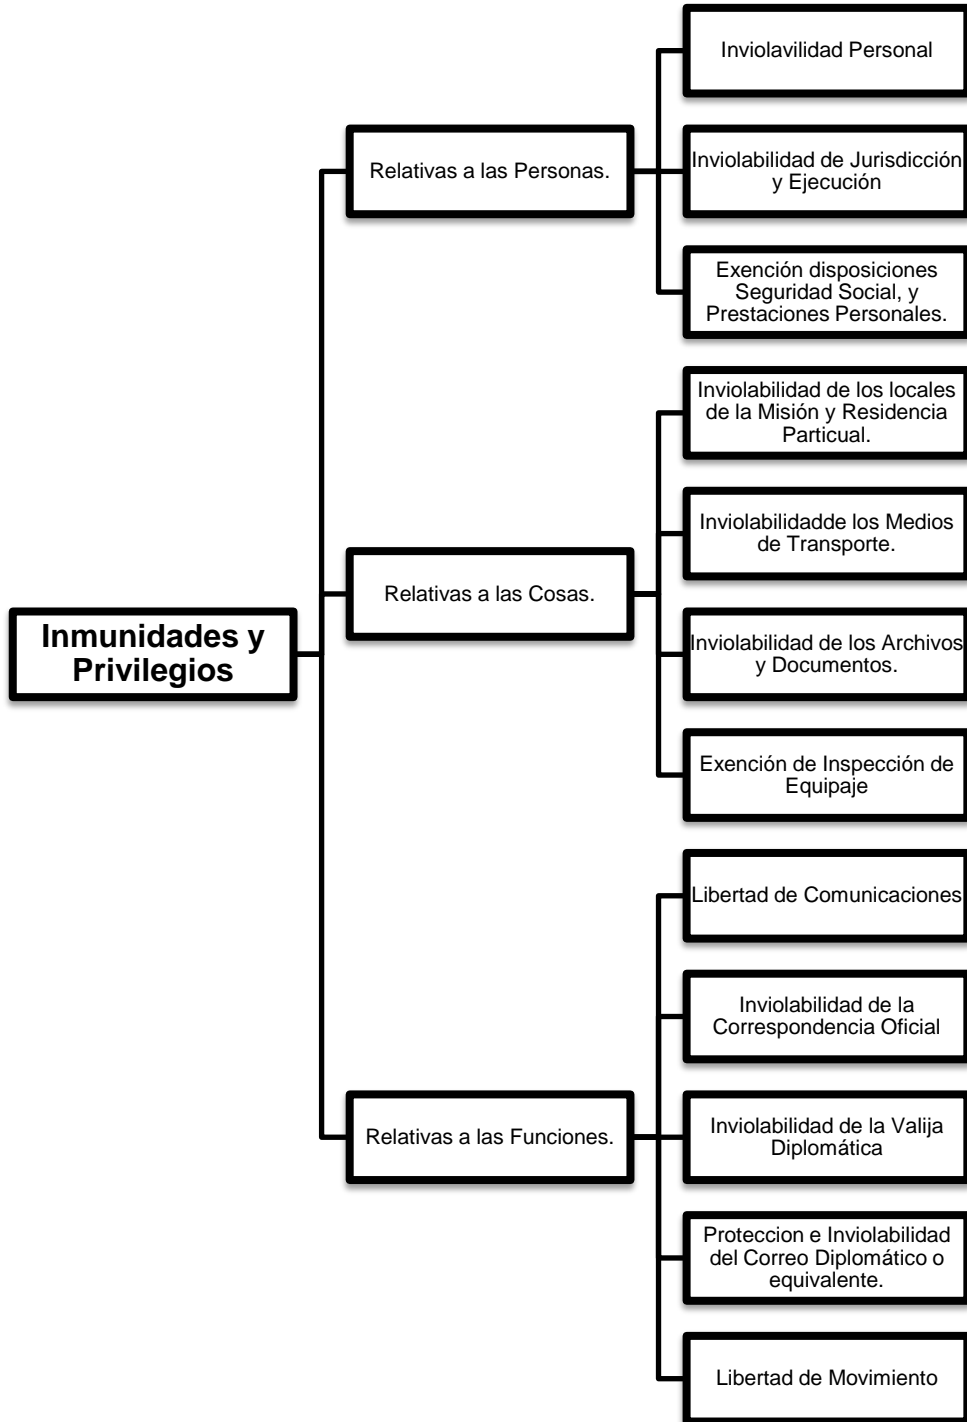 Inmunidades y
Privilegios
Relativas a las Personas.
Inviolavilidad Personal
Inviolabilidad de Jurisdicción
y Ejecución
Exención disposiciones
Seguridad Social, y
Prestaciones Personales.
Relativas a las Cosas.
Inviolabilidad de los locales
de la Misión y Residencia
Particual.
Inviolabilidadde los Medios
de Transporte.
Inviolabilidad de los Archivos
y Documentos.
Exención de Inspección de
Equipaje
Relativas a las Funciones.
Libertad de Comunicaciones
Inviolabilidad de la
Correspondencia Oficial
Inviolabilidad de la Valija
Diplomática
Proteccion e Inviolabilidad
del Correo Diplomático o
equivalente.
Libertad de Movimiento